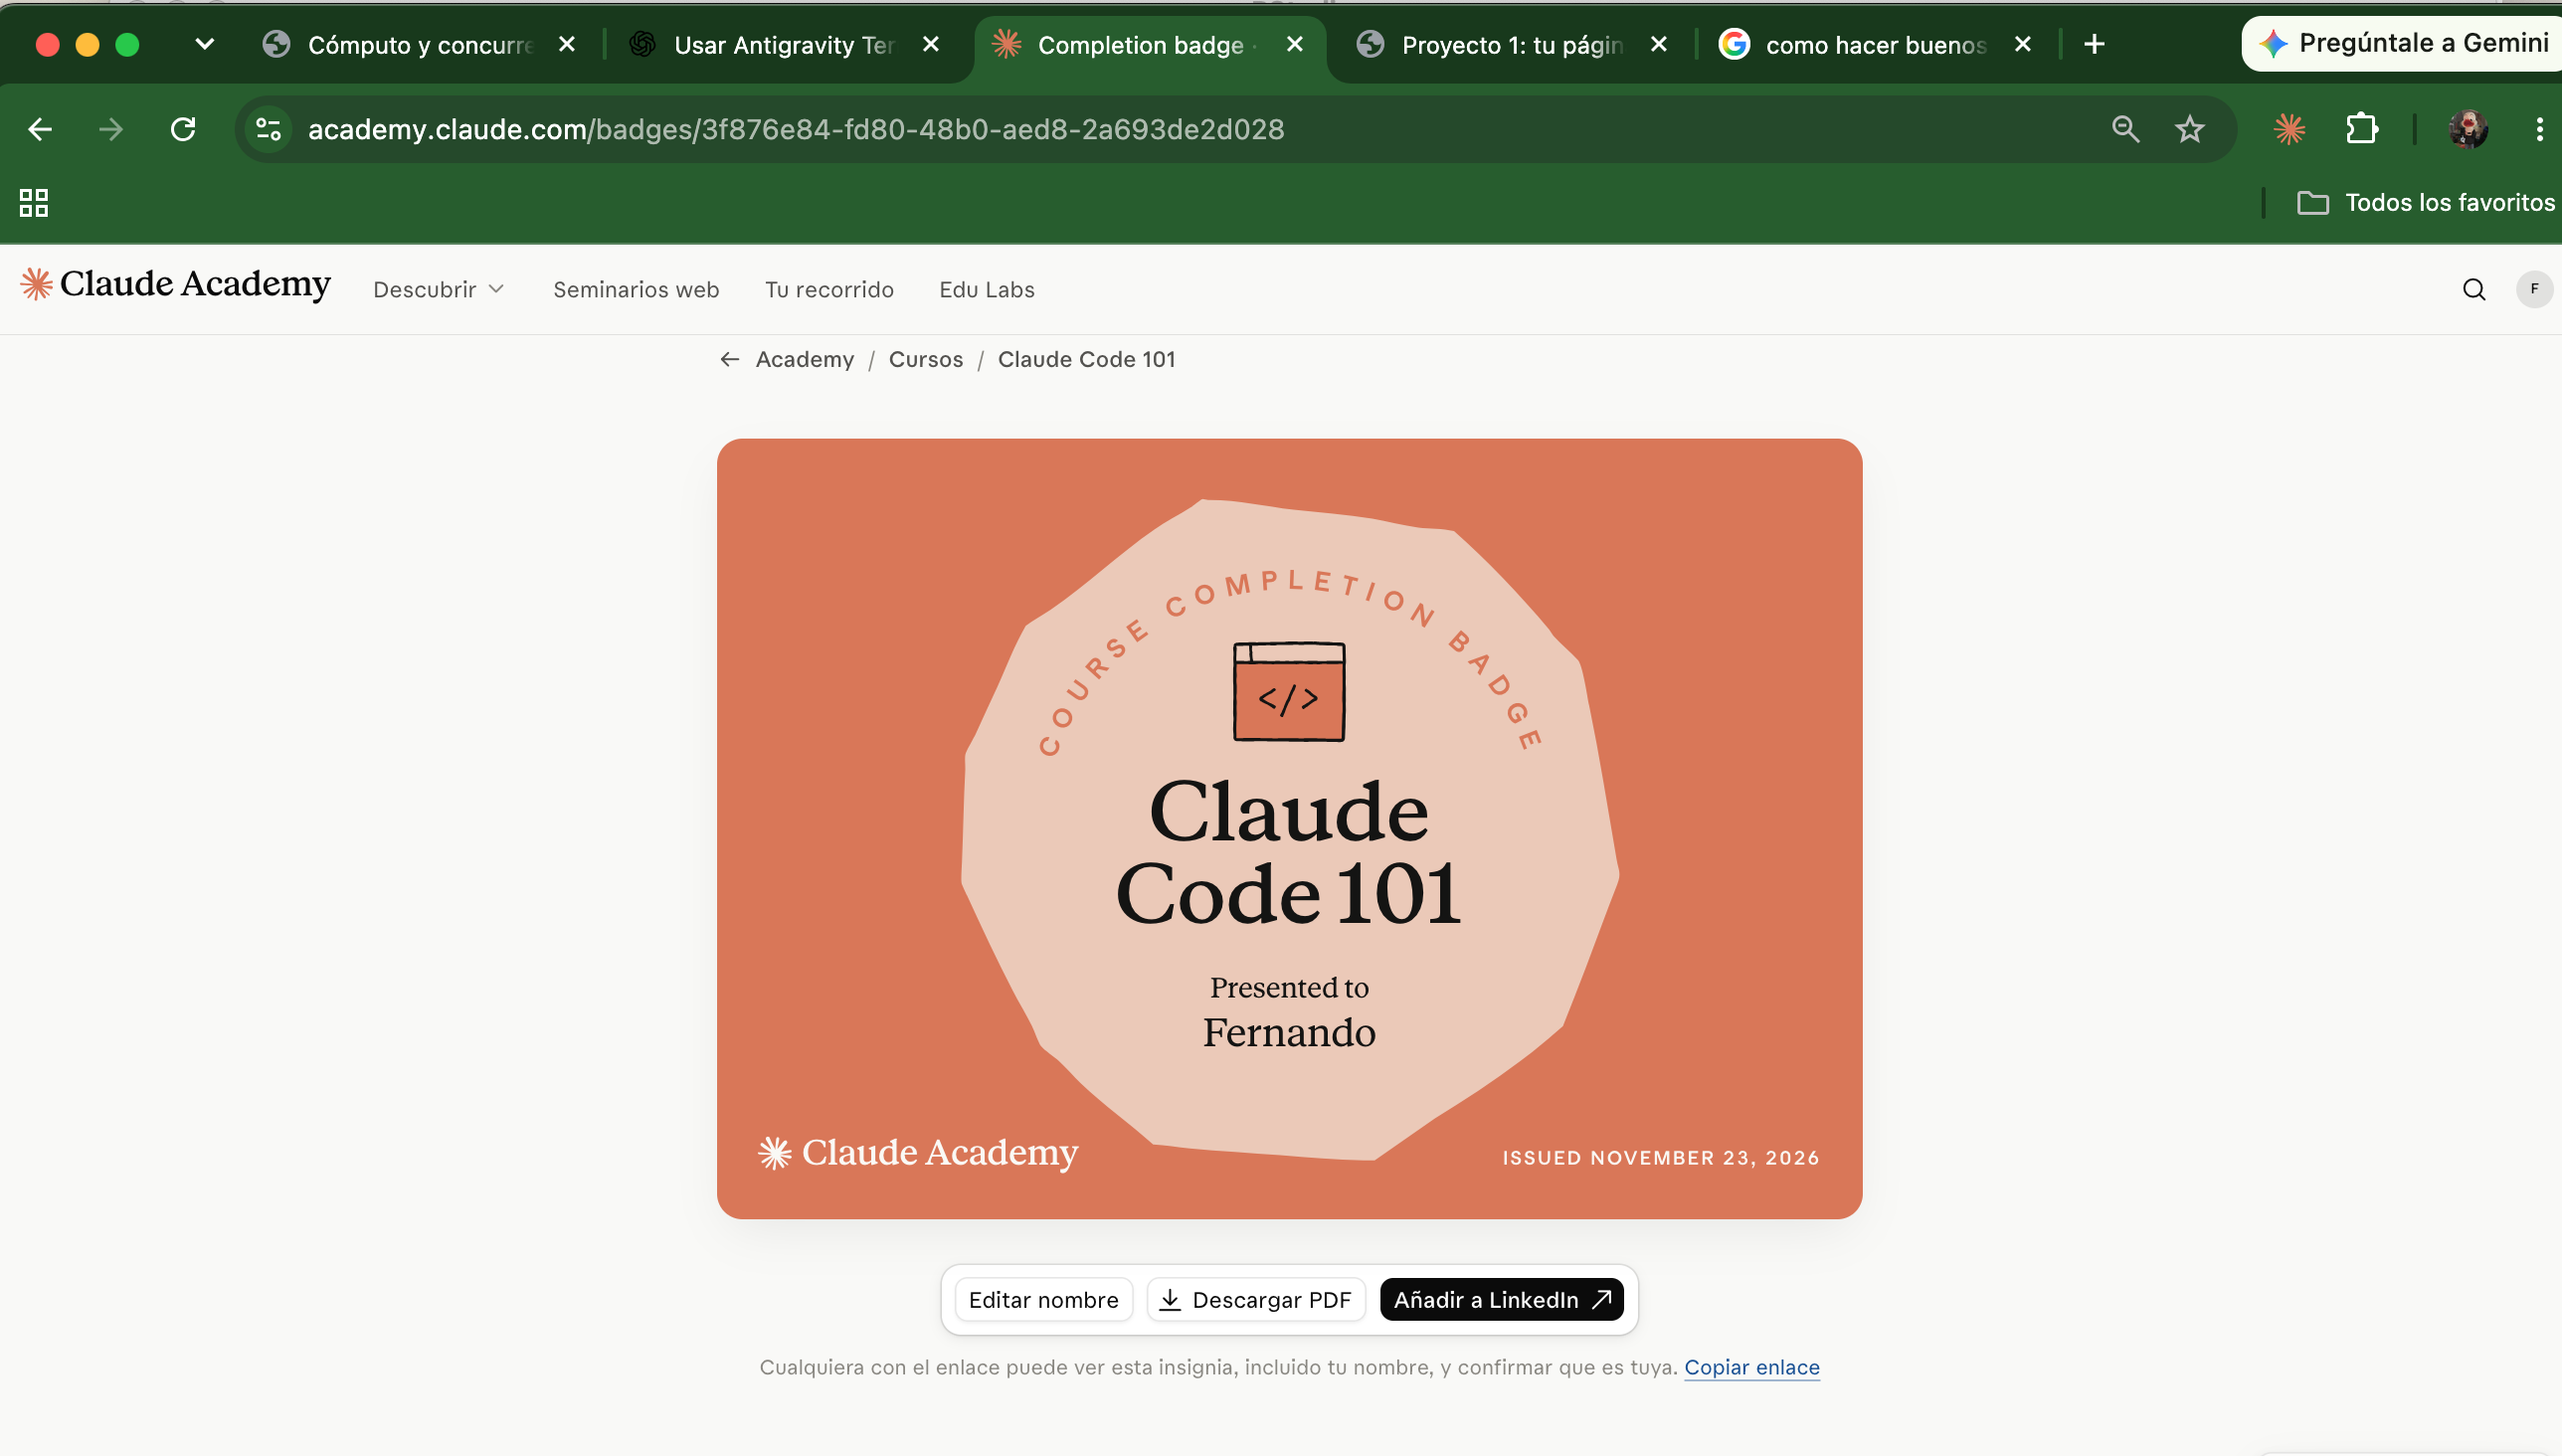 Cómputo y concurre
Usar Antigravity Ter
Completion badge ·
Proyecto 1: tu págin
como hacer buenos
Pregúntale a Gemini
academy.claude.com/badges/3f876e84-fd80-48b0-aed8-2a693de2d028
Todos los favoritos
Claude Academy
Descubrir
Seminarios web
Tu recorrido
Edu Labs
F
Academy / Cursos / Claude Code 101
COURSE COMPLETION BADGE
</>
Claude
Code 101
Presented to
Fernando
Claude Academy
ISSUED NOVEMBER 23, 2026
Editar nombre
Descargar PDF
Añadir a LinkedIn
Cualquiera con el enlace puede ver esta insignia, incluido tu nombre, y confirmar que es tuya. Copiar enlace